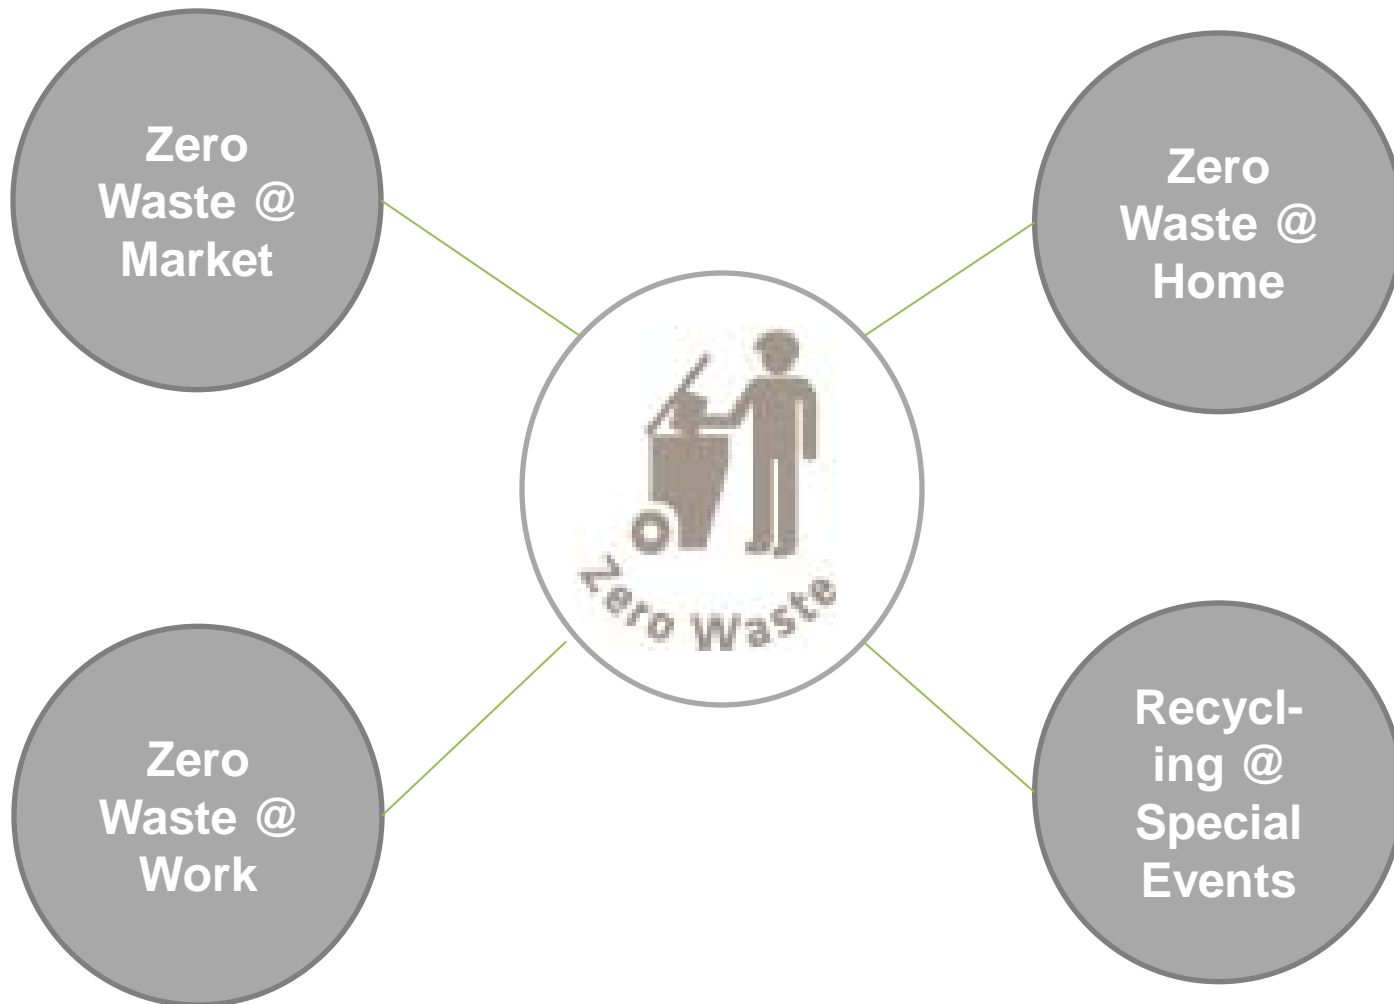 Zero
Waste @
Market
Zero
Waste @
Home
Zero Waste
Zero
Waste @
Work
Recycl-
ing @
Special
Events